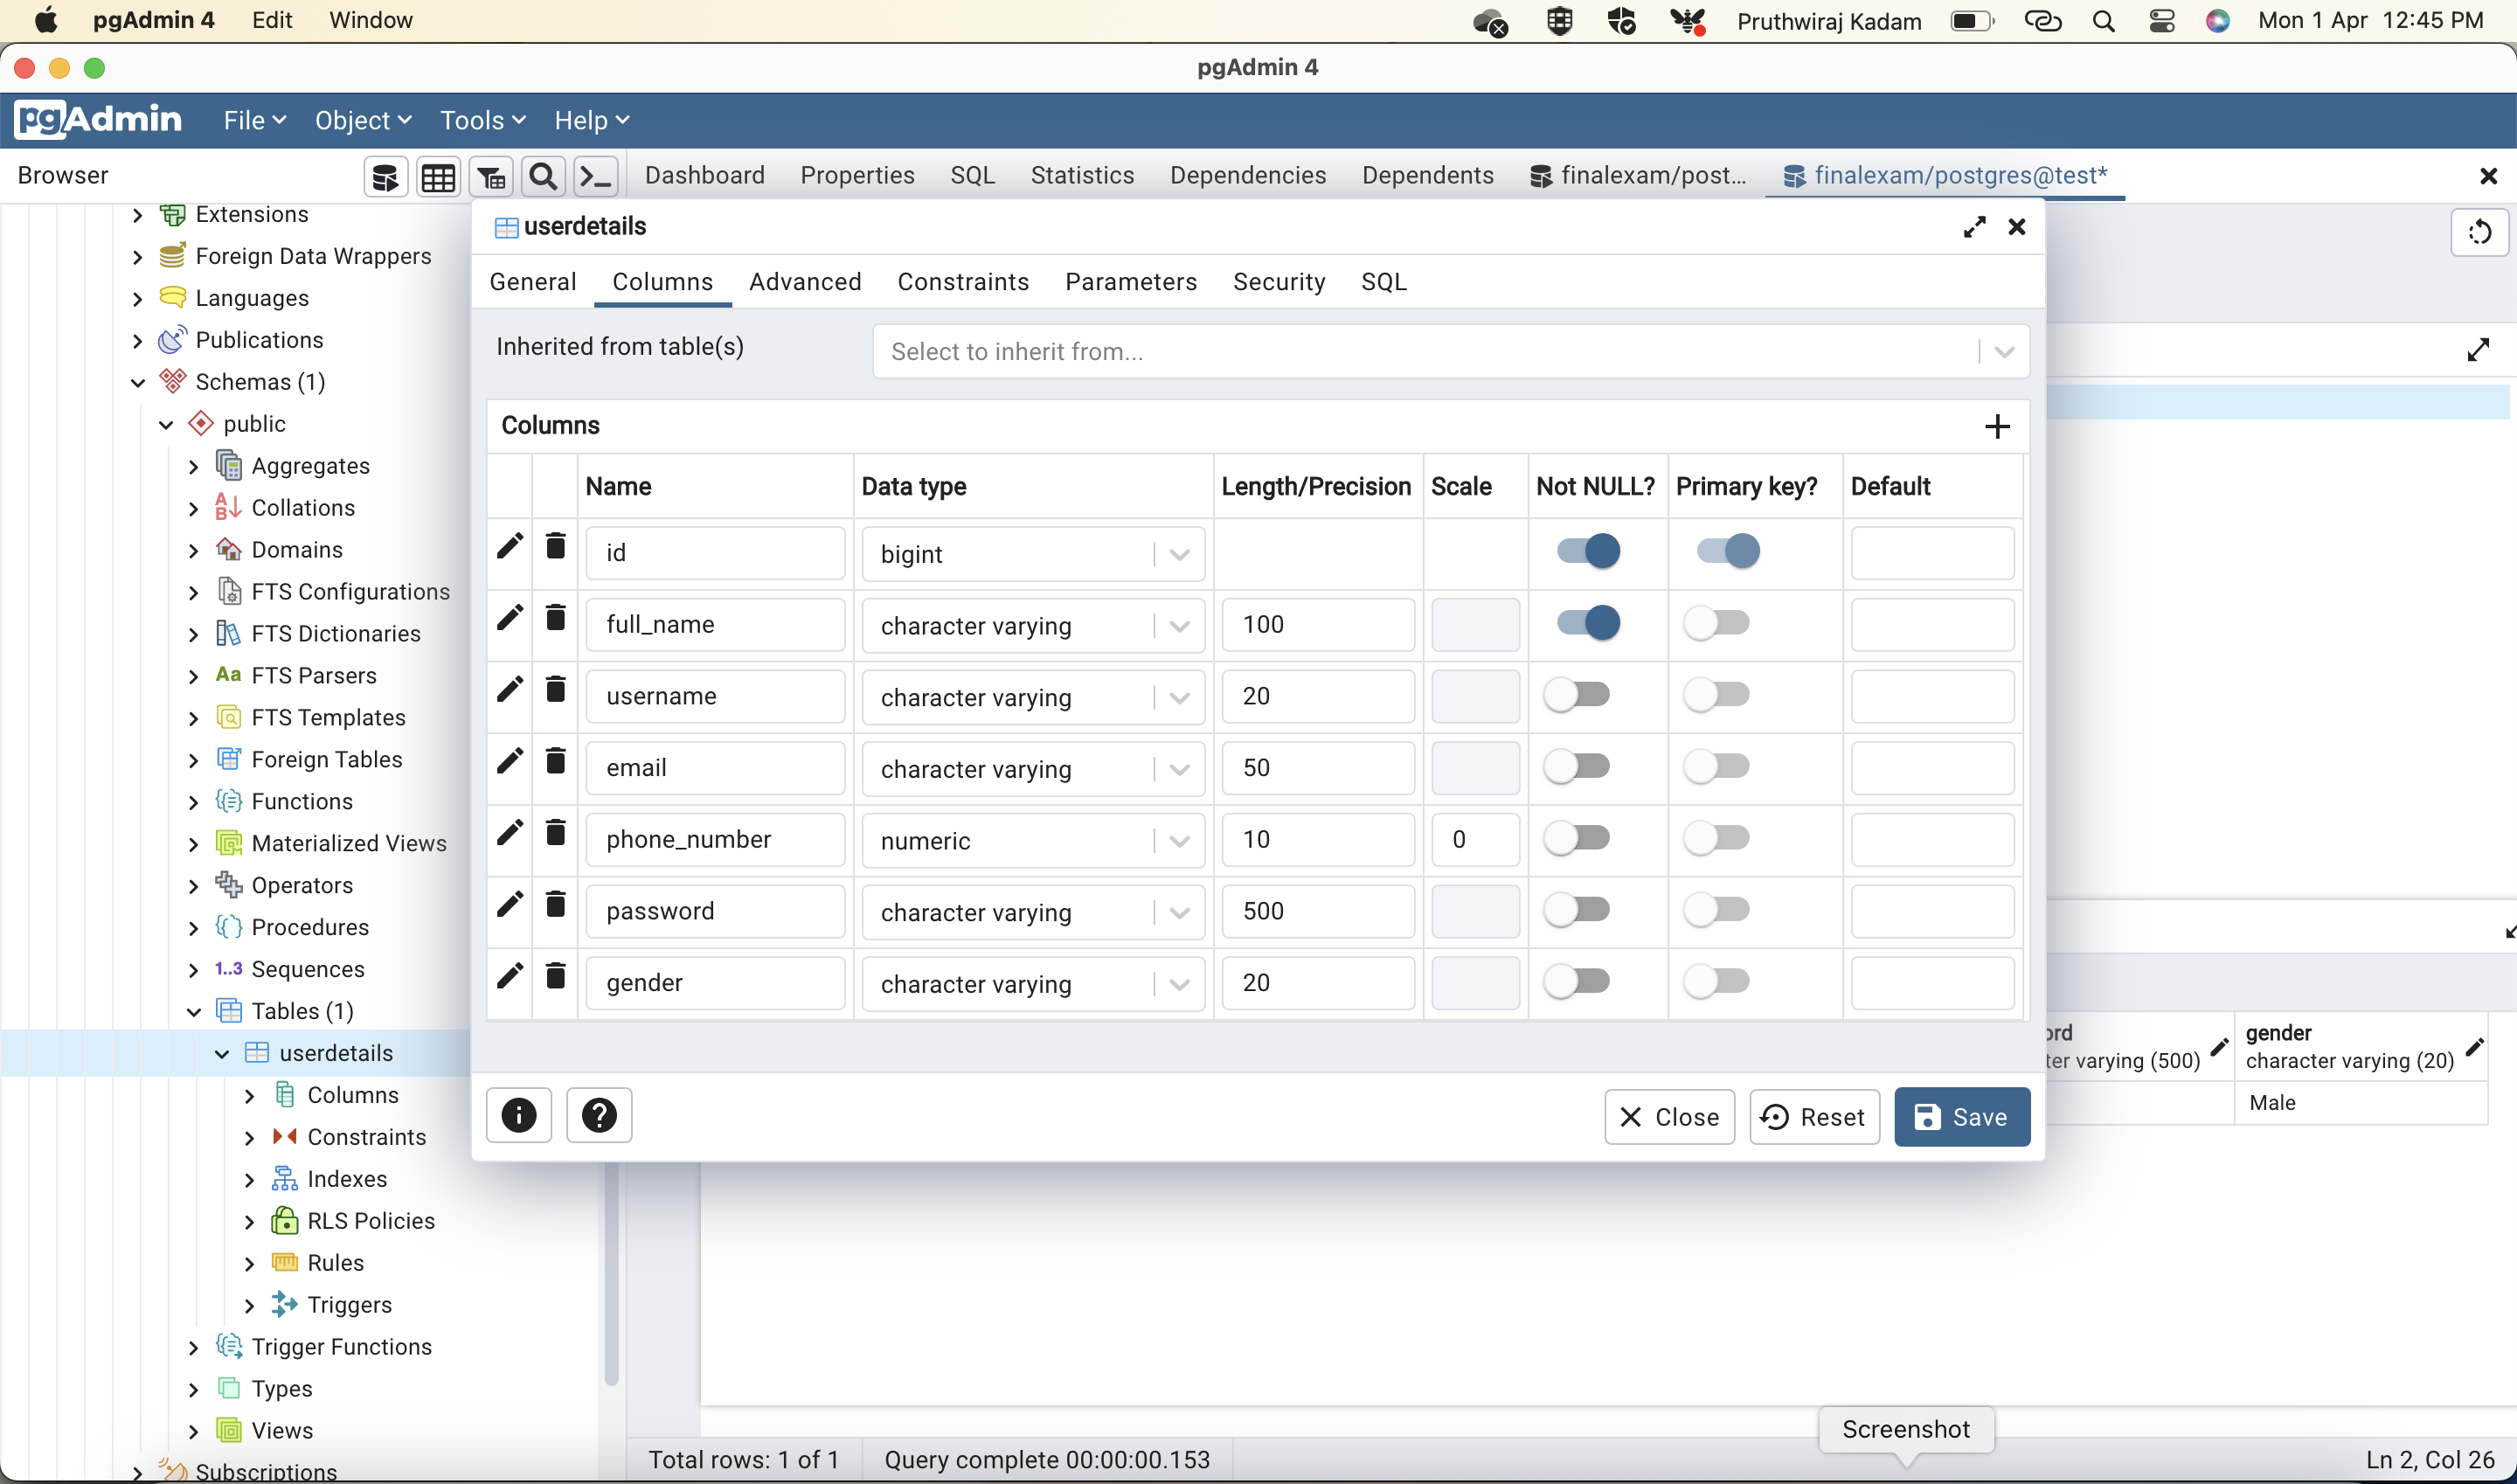 pgAdmin 4 Edit Window Pruthwiraj Kadam Mon 1 Apr 12:45 PM
pgAdmin 4
pgAdmin File Object Tools Help
Browser Dashboard Properties SQL Statistics Dependencies Dependents finalexam/post... finalexam/postgres@test*
Extensions
Foreign Data Wrappers
Languages
Publications
Schemas (1)
public
Aggregates
Collations
Domains
FTS Configurations
FTS Dictionaries
Aa FTS Parsers
FTS Templates
Foreign Tables
Functions
Materialized Views
Operators
Procedures
1..3 Sequences
Tables (1)
userdetails
Columns
Constraints
Indexes
RLS Policies
Rules
Triggers
Trigger Functions
Types
Views
Subscriptions
userdetails
General Columns Advanced Constraints Parameters Security SQL
Inherited from table(s) Select to inherit from...
Columns
Name Data type Length/Precision Scale Not NULL? Primary key? Default
id bigint
full_name character varying 100
username character varying 20
email character varying 50
phone_number numeric 10 0
password character varying 500
gender character varying 20
Close Reset Save
ord gender
ter varying (500) character varying (20)
Male
Screenshot
Total rows: 1 of 1 Query complete 00:00:00.153 Ln 2, Col 26